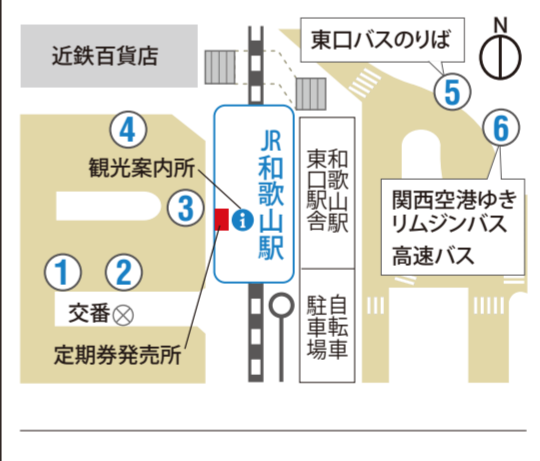 近鉄百貨店
東口バスのりば
N
5
6
4
観光案内所
JR和歌山駅
和歌山駅
東口駅舎
3
i
関西空港ゆき
リムジンバス
高速バス
1
2
交番
定期券発売所
自転車
駐車場